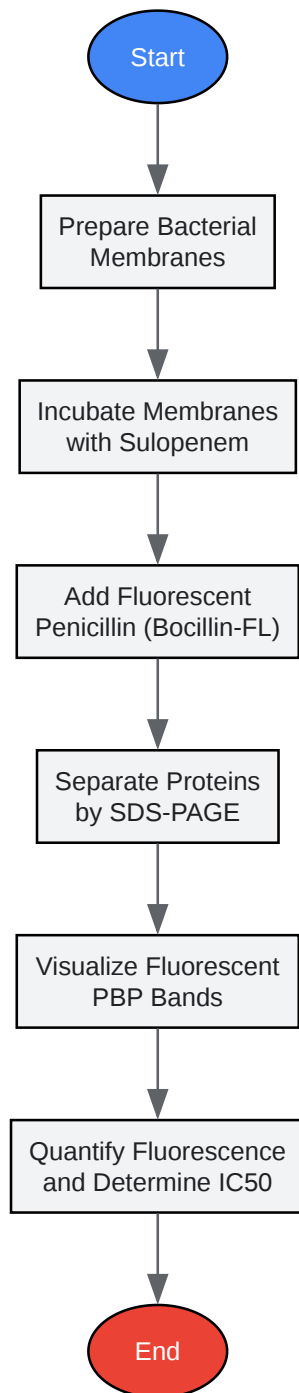 Start
Prepare Bacterial
Membranes
Incubate Membranes
with Sulopenem
Add Fluorescent
Penicillin (Bocillin-FL)
Separate Proteins
by SDS-PAGE
Visualize Fluorescent
PBP Bands
Quantify Fluorescence
and Determine IC50
End